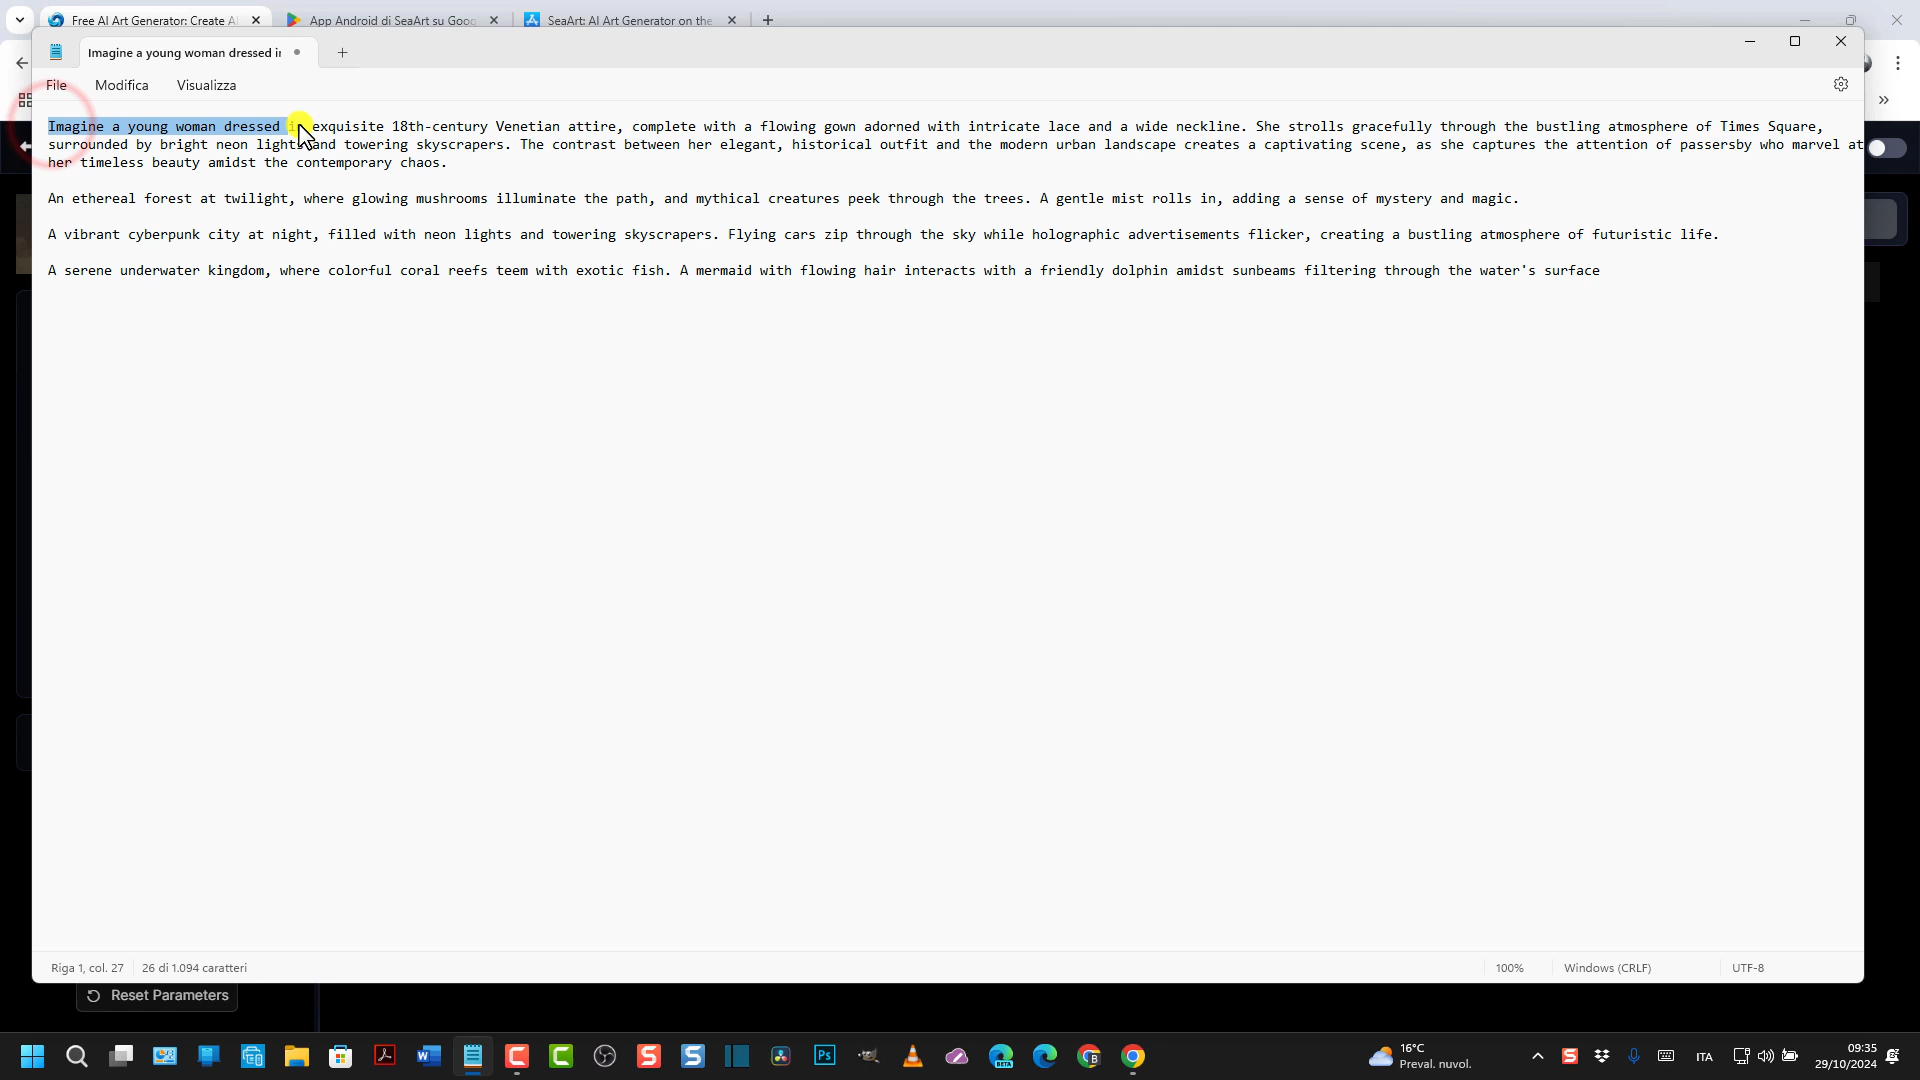 Free AI Art Generator: Create A
App Android di SeaArt su Goo
SeaArt: AI Art Generator on the
Imagine a young woman dressed i
File
Modifica
Visualizza
Imagine a young woman dressed in exquisite 18th-century Venetian attire, complete with a flowing gown adorned with intricate lace and a wide neckline. She strolls gracefully through the bustling atmosphere of Times Square,
surrounded by bright neon lights and towering skyscrapers. The contrast between her elegant, historical outfit and the modern urban landscape creates a captivating scene, as she captures the attention of passersby who marvel at
her timeless beauty amidst the contemporary chaos.
An ethereal forest at twilight, where glowing mushrooms illuminate the path, and mythical creatures peek through the trees. A gentle mist rolls in, adding a sense of mystery and magic.
A vibrant cyberpunk city at night, filled with neon lights and towering skyscrapers. Flying cars zip through the sky while holographic advertisements flicker, creating a bustling atmosphere of futuristic life.
A serene underwater kingdom, where colorful coral reefs teem with exotic fish. A mermaid with flowing hair interacts with a friendly dolphin amidst sunbeams filtering through the water's surface
Riga 1, col. 27
26 di 1.094 caratteri
100%
Windows (CRLF)
UTF-8
Reset Parameters
16°C
Preval. nuvol.
ITA
09:35
29/10/2024